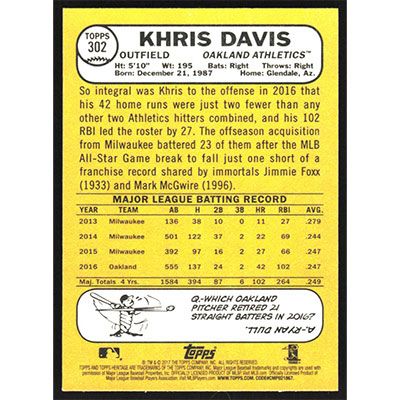 TOPPS
302
KHRIS DAVIS
OUTFIELD OAKLAND ATHLETICS™
Ht: 5'10" Wt: 195 Bats: Right Throws: Right
Born: December 21, 1987 Home: Glendale, Az.
So integral was Khris to the offense in 2016 that
his 42 home runs were just two fewer than any
other two Athletics hitters combined, and his 102
RBI led the roster by 27. The offseason acquisition
from Milwaukee battered 23 of them after the MLB
All-Star Game break to fall just one short of a
franchise record shared by immortals Jimmie Foxx
(1933) and Mark McGwire (1996).
MAJOR LEAGUE BATTING RECORD
YEAR TEAM AB H 2B 3B HR RBI AVG.
2013 Milwaukee 136 38 10 0 11 27 .279
2014 Milwaukee 501 122 37 2 22 69 .244
2015 Milwaukee 392 97 16 2 27 66 .247
2016 Oakland 555 137 24 2 42 102 .247
Maj. Totals 4 Yrs. 1584 394 87 6 102 264 .249
Q.-WHICH OAKLAND
PITCHER RETIRED 21
STRAIGHT BATTERS IN 2016?
A.-RYAN DULL.
Topps